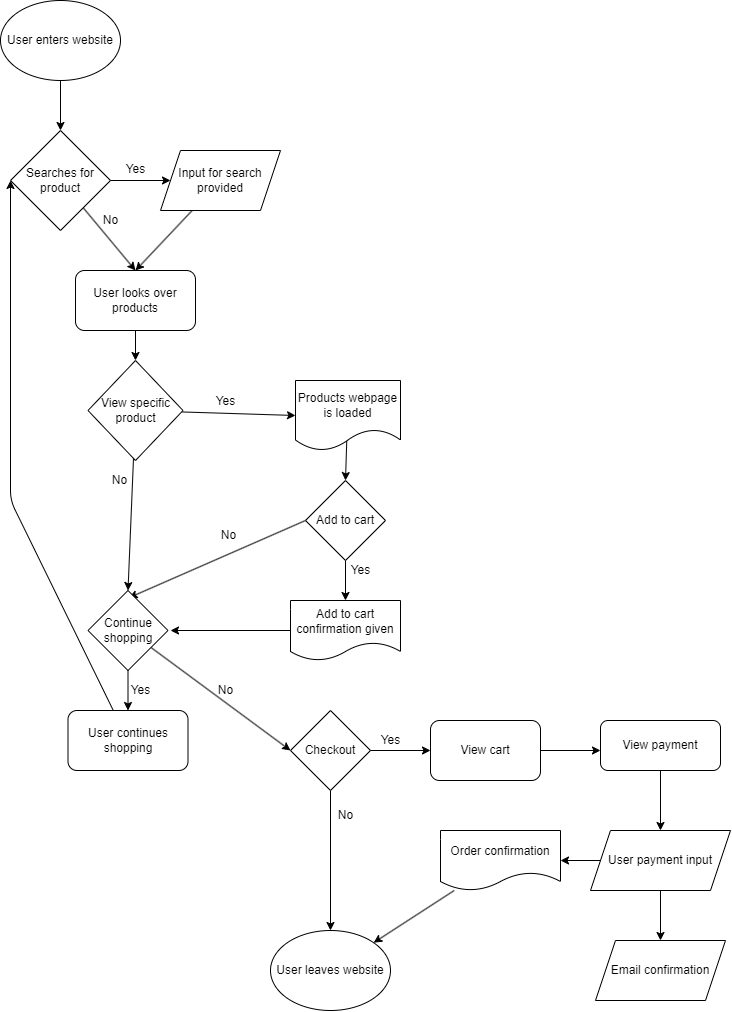 User enters website
Searches for
product
Yes
Input for search
provided
No
User looks over
products
View specific
product
Yes
Products webpage
is loaded
No
Add to cart
No
Yes
Continue
shopping
Add to cart
confirmation given
Yes
No
User continues
shopping
Checkout
Yes
View cart
View payment
No
Order confirmation
User payment input
User leaves website
Email confirmation